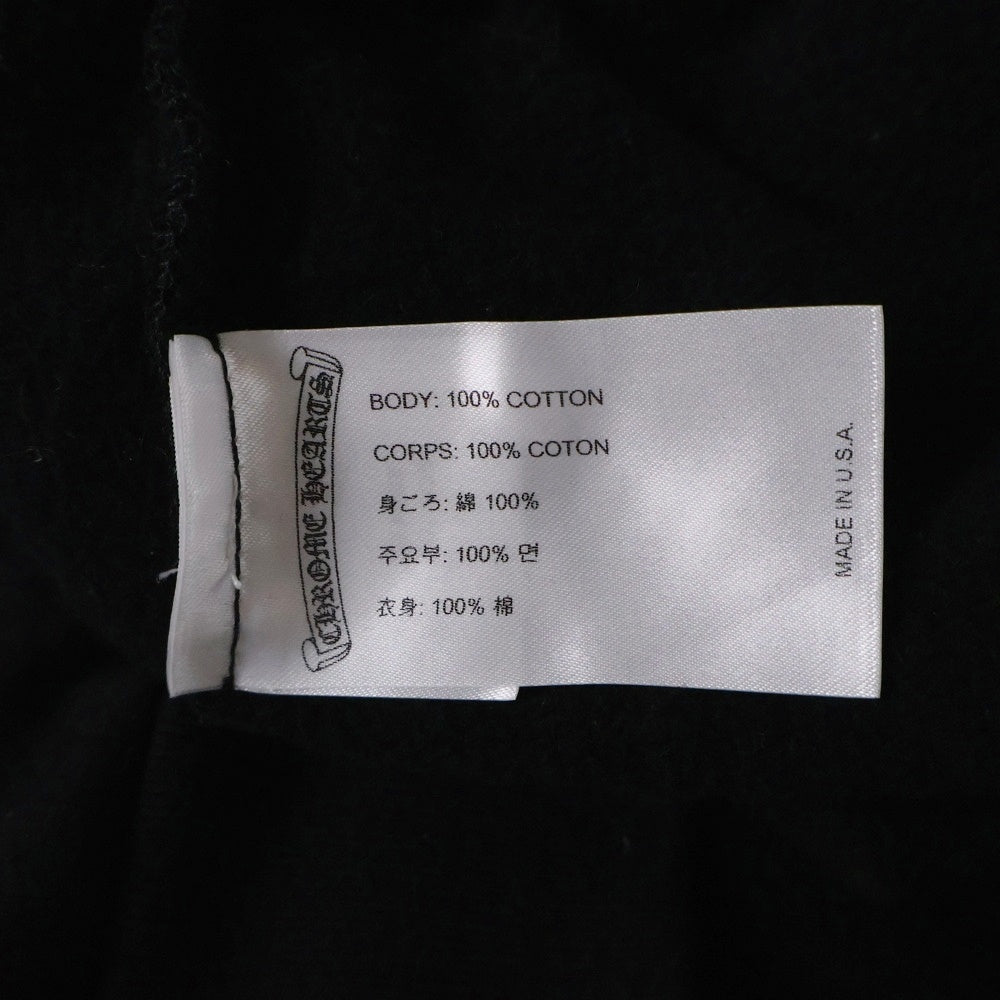 CHROME HEARTS
BODY: 100% COTTON
CORPS: 100% COTON
身ごろ: 綿 100%
주요부: 100% 면
衣身: 100% 棉
MADE IN U.S.A.